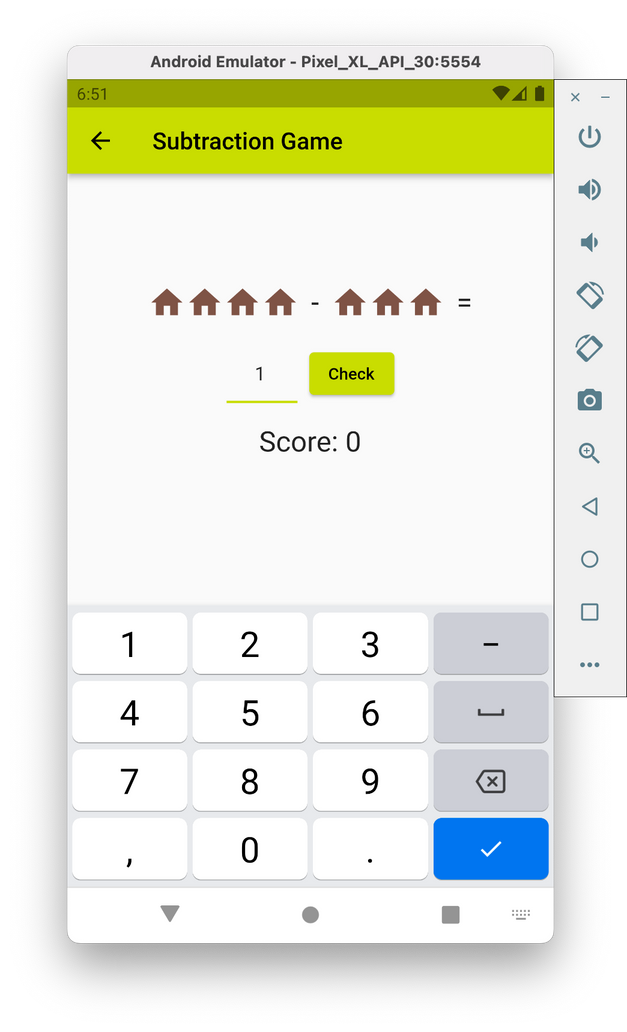 Android Emulator - Pixel_XL_API_30:5554
6:51
Subtraction Game
- =
1 Check
Score: 0
1 2 3 -
4 5 6
7 8 9
, 0 .